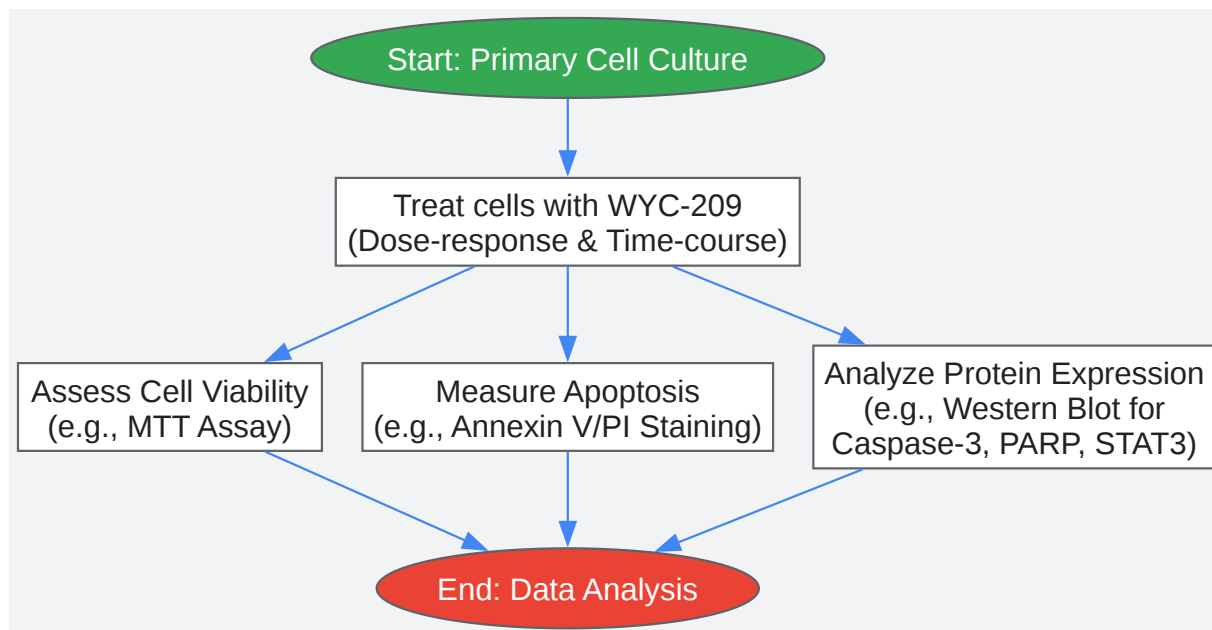 Start: Primary Cell Culture
Treat cells with WYC-209
(Dose-response & Time-course)
Assess Cell Viability
(e.g., MTT Assay)
Measure Apoptosis
(e.g., Annexin V/PI Staining)
Analyze Protein Expression
(e.g., Western Blot for
Caspase-3, PARP, STAT3)
End: Data Analysis